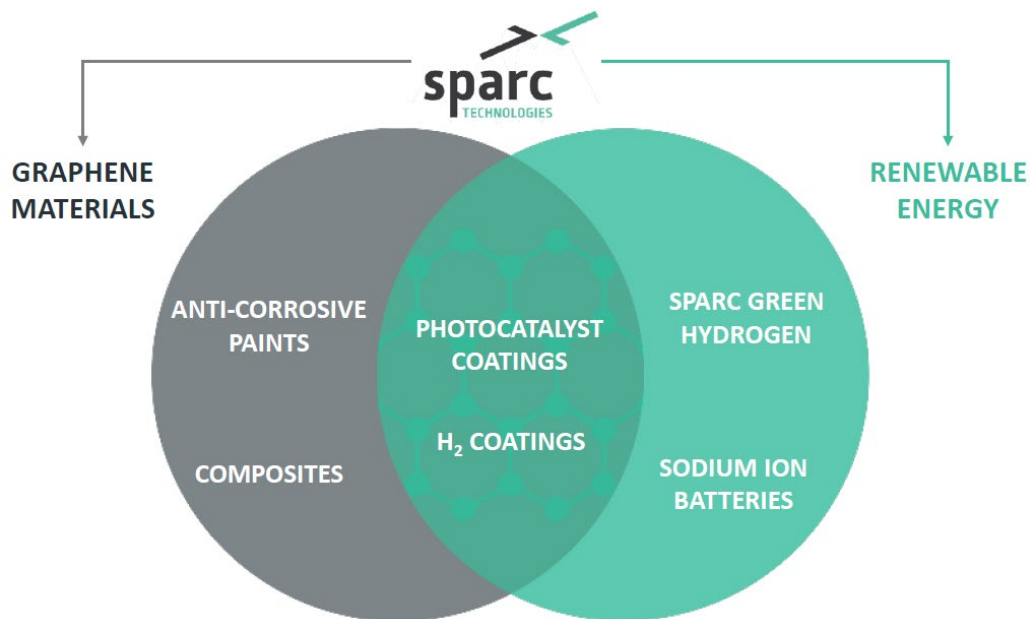 sparc
TECHNOLOGIES
GRAPHENE
MATERIALS
RENEWABLE
ENERGY
ANTI-CORROSIVE
PAINTS
COMPOSITES
PHOTOCATALYST
COATINGS
H₂ COATINGS
SPARC GREEN
HYDROGEN
SODIUM ION
BATTERIES